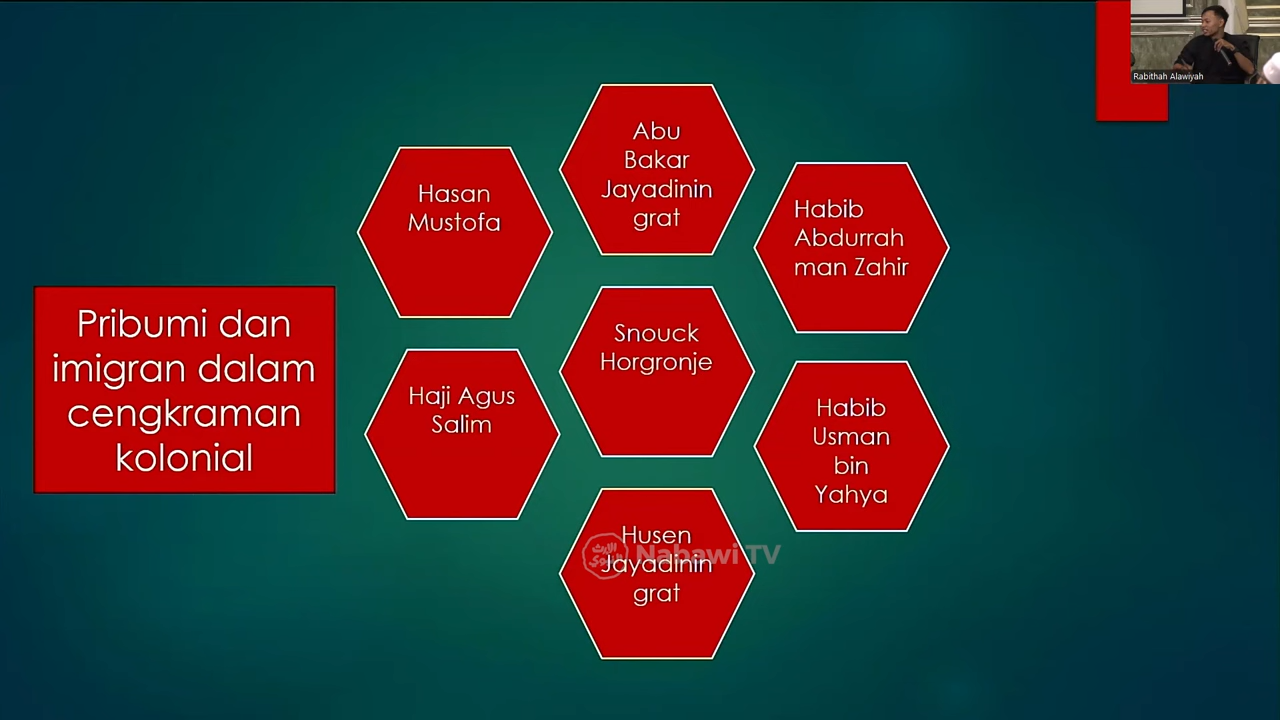 Rabithah Alawiyah
Pribumi dan
imigran dalam
cengkraman
kolonial
Hasan
Mustofa
Abu
Bakar
Jayadinin
grat
Habib
Abdurrah
man Zahir
Haji Agus
Salim
Snouck
Horgronje
Habib
Usman
bin
Yahya
Husen
Jayadinin
grat
Nabawi TV